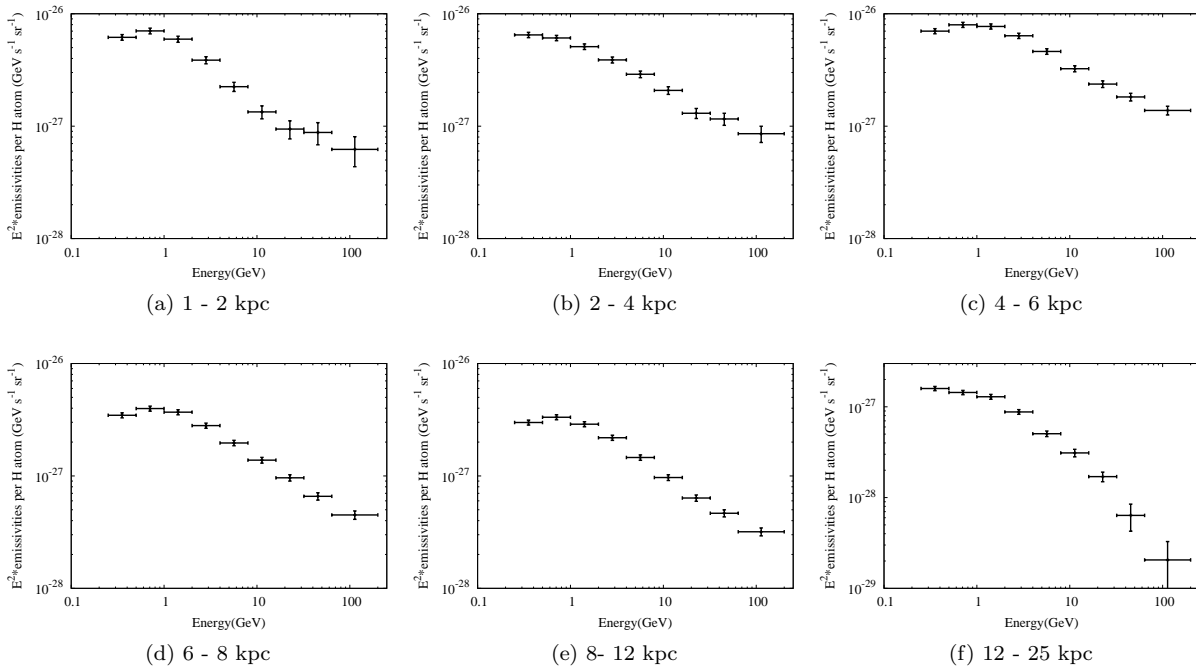 E²*emissivities per H atom (GeV s⁻¹ sr⁻¹)
10⁻²⁶
10⁻²⁷
10⁻²⁸
0.1 1 10 100
Energy(GeV)
(a) 1 - 2 kpc
E²*emissivities per H atom (GeV s⁻¹ sr⁻¹)
10⁻²⁶
10⁻²⁷
10⁻²⁸
0.1 1 10 100
Energy(GeV)
(b) 2 - 4 kpc
E²*emissivities per H atom (GeV s⁻¹ sr⁻¹)
10⁻²⁶
10⁻²⁷
10⁻²⁸
0.1 1 10 100
Energy(GeV)
(c) 4 - 6 kpc
E²*emissivities per H atom (GeV s⁻¹ sr⁻¹)
10⁻²⁶
10⁻²⁷
10⁻²⁸
0.1 1 10 100
Energy(GeV)
(d) 6 - 8 kpc
E²*emissivities per H atom (GeV s⁻¹ sr⁻¹)
10⁻²⁶
10⁻²⁷
10⁻²⁸
0.1 1 10 100
Energy(GeV)
(e) 8- 12 kpc
E²*emissivities per H atom (GeV s⁻¹ sr⁻¹)
10⁻²⁷
10⁻²⁸
10⁻²⁹
0.1 1 10 100
Energy(GeV)
(f) 12 - 25 kpc